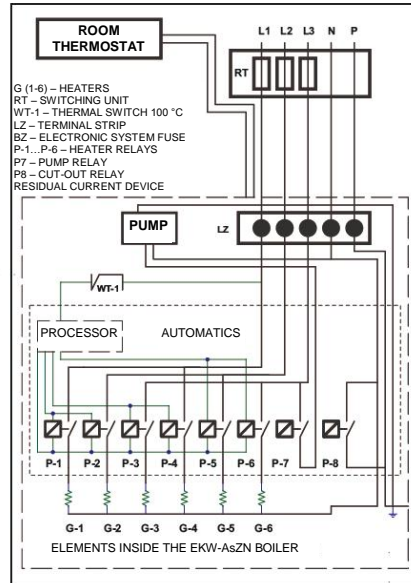 ROOM
THERMOSTAT
L1 L2 L3 N P
RT
G (1-6) – HEATERS
RT – SWITCHING UNIT
WT-1 – THERMAL SWITCH 100 °C
LZ – TERMINAL STRIP
BZ – ELECTRONIC SYSTEM FUSE
P-1...P-6 – HEATER RELAYS
P7 – PUMP RELAY
P8 – CUT-OUT RELAY
RESIDUAL CURRENT DEVICE
PUMP
LZ
WT-1
PROCESSOR
AUTOMATICS
P-1 P-2 P-3 P-4 P-5 P-6 P-7 P-8
G-1 G-2 G-3 G-4 G-5 G-6
ELEMENTS INSIDE THE EKW-AsZN BOILER